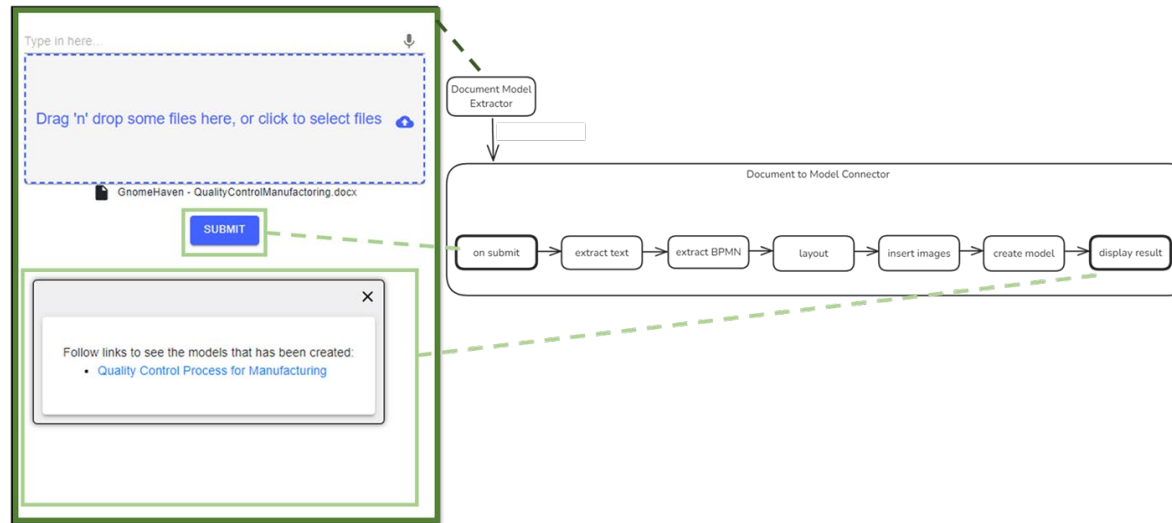 Type in here...
Drag 'n' drop some files here, or click to select files
GnomeHaven - QualityControlManufacturing.docx
SUBMIT
Follow links to see the models that has been created:
• Quality Control Process for Manufacturing
Document Model
Extractor
Document to Model Connector
on submit
extract text
extract BPMN
layout
insert images
create model
display result